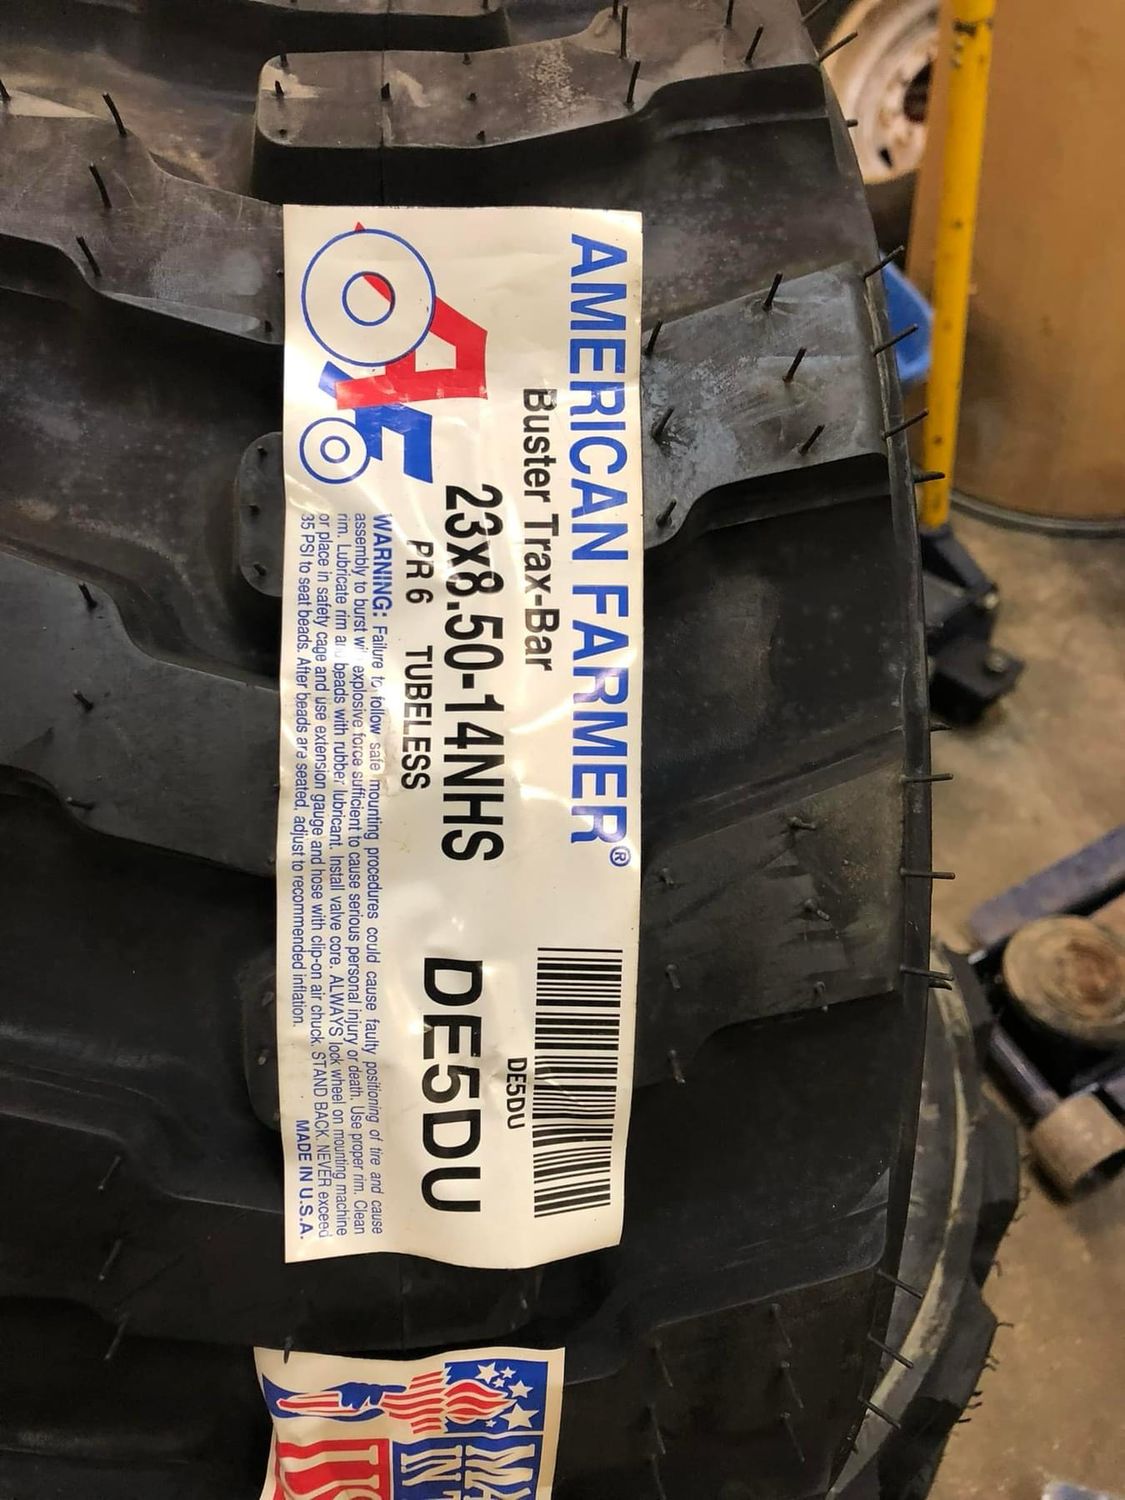 AMERICAN FARMER®
Buster Trax-Bar
23x8.50-14NHS
PR 6 TUBELESS
AF
DE5DU
DE5DU
WARNING: Failure to follow safe mounting procedures could cause faulty positioning of tire and cause
assembly to burst with explosive force sufficient to cause serious personal injury or death. Use proper rim. Clean
rim. Lubricate rim and beads with rubber lubricant. Install valve core. ALWAYS lock wheel on mounting machine
or place in safety cage and use extension gauge and hose with clip-on air chuck. STAND BACK. NEVER exceed
35 PSI to seat beads. After beads are seated, adjust to recommended inflation.
MADE IN U.S.A.
MA
IN
US